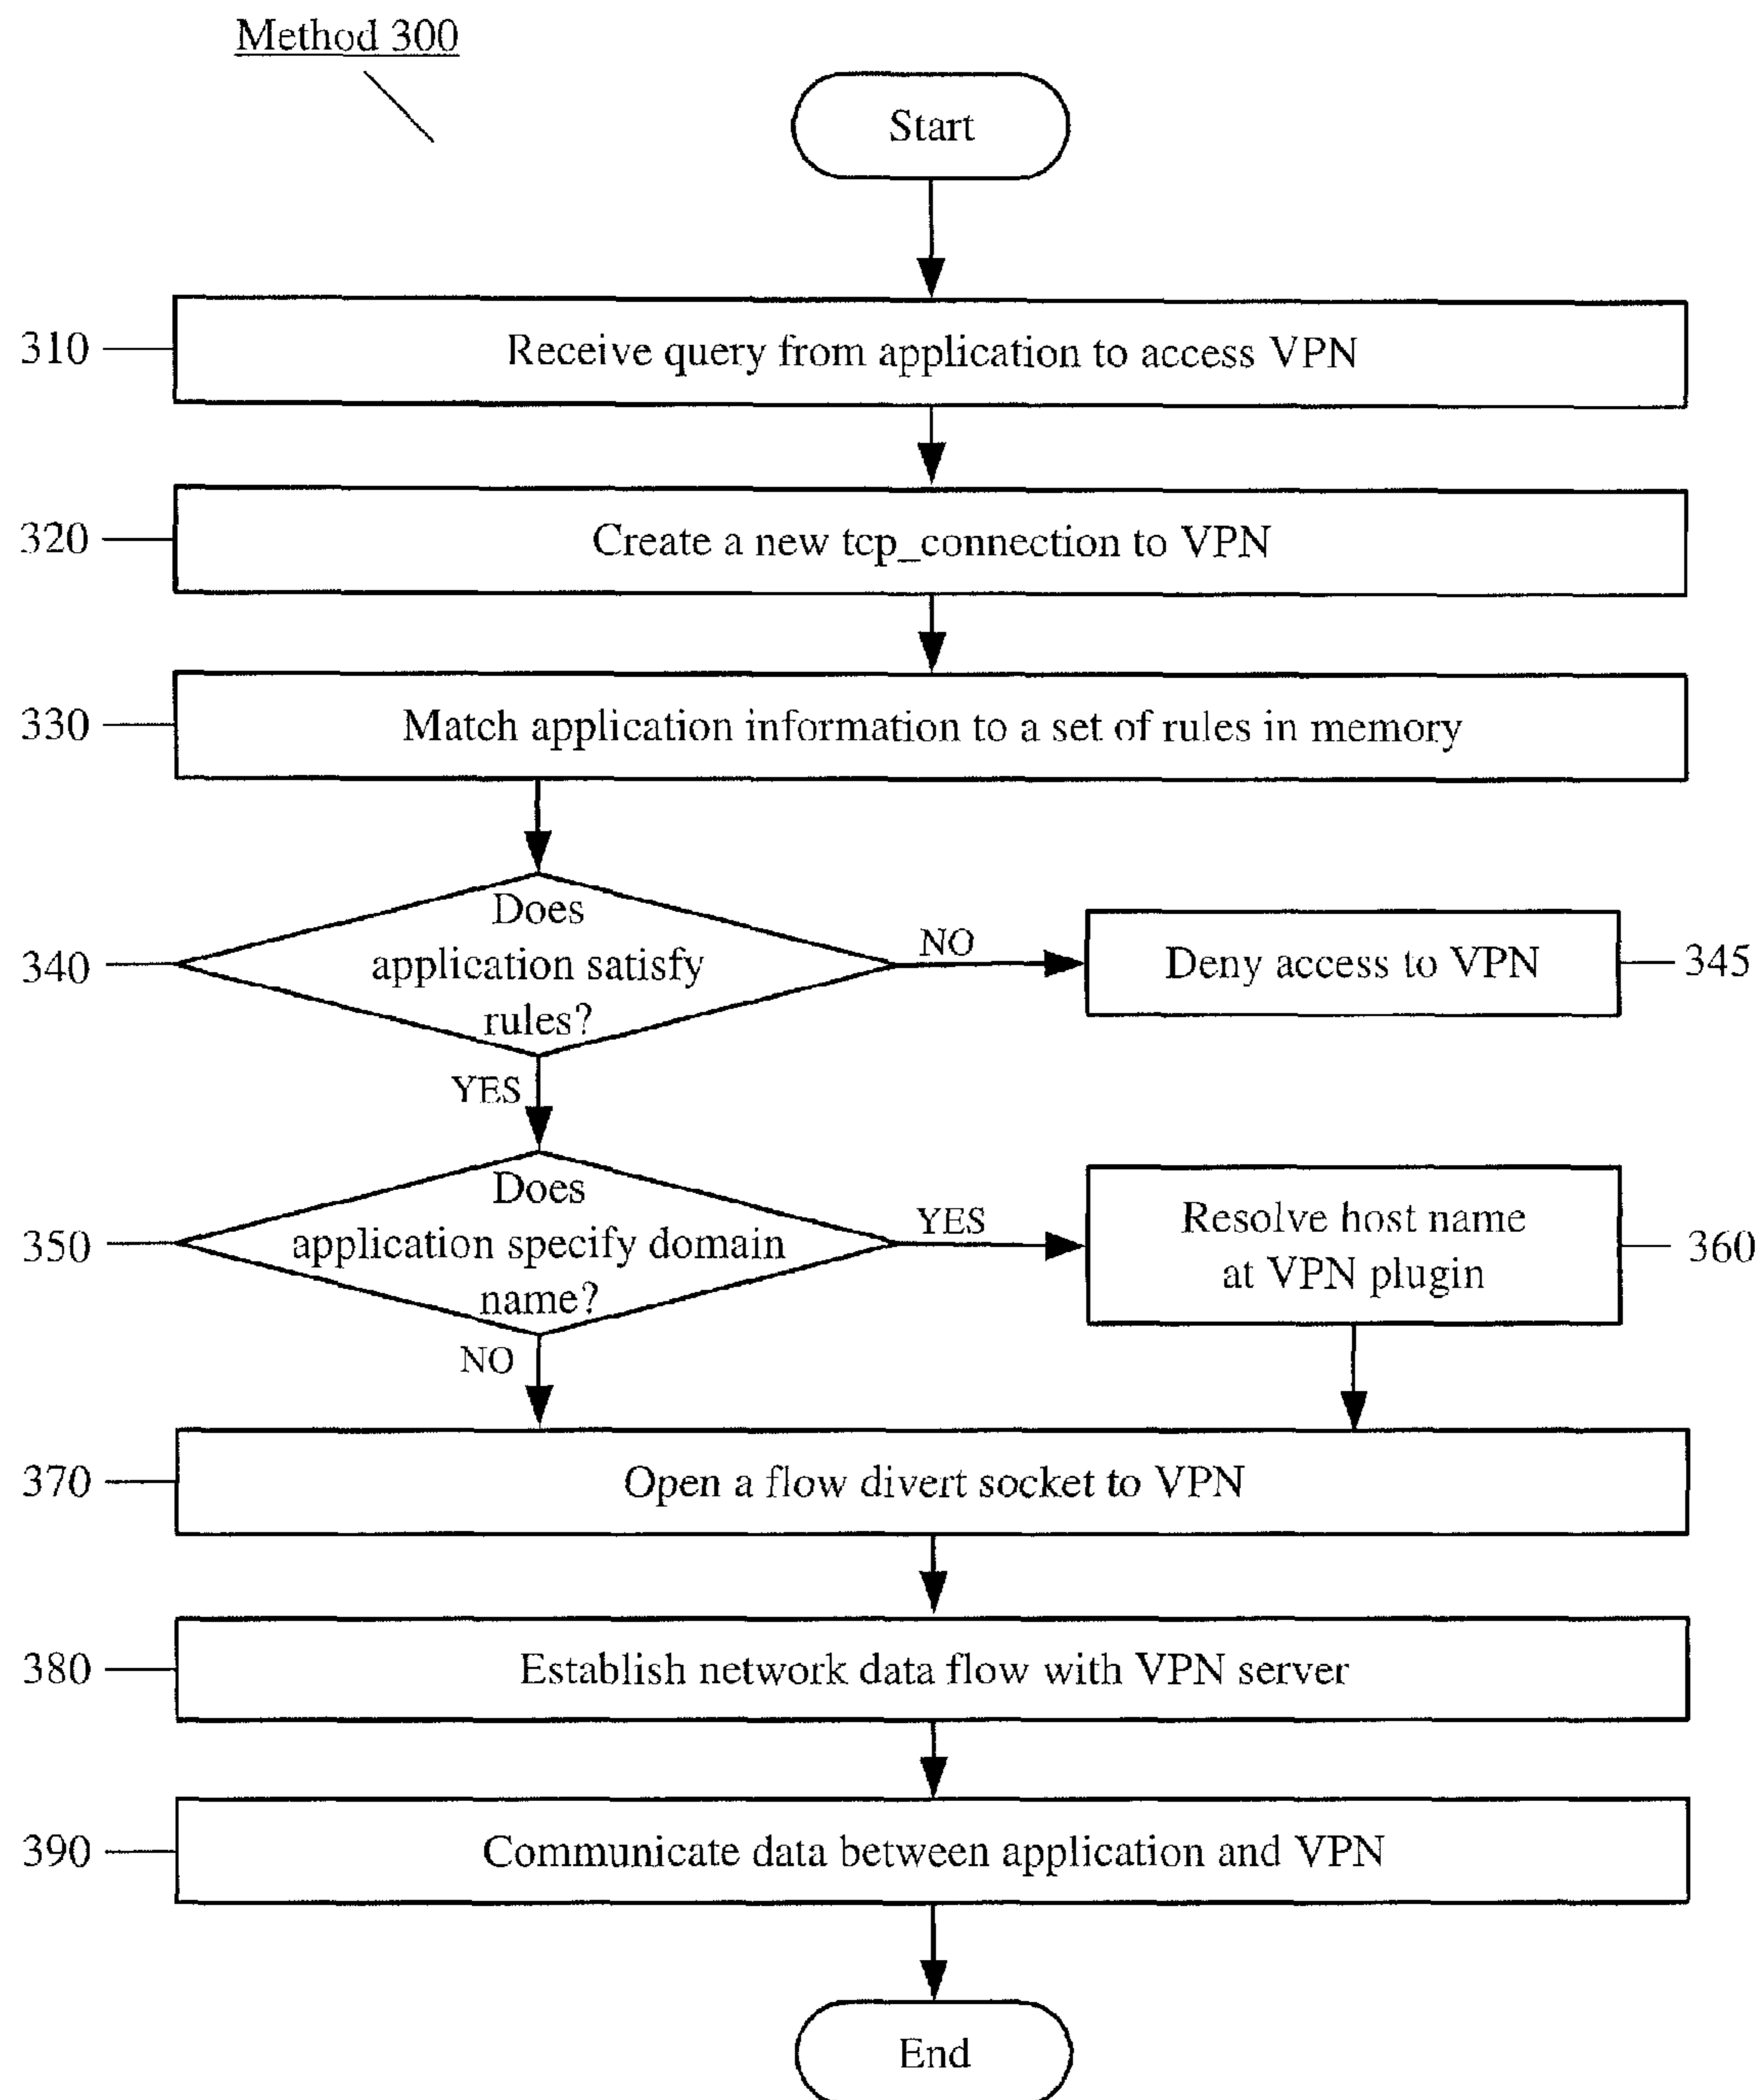 Method 300
Start
310
Receive query from application to access VPN
320
Create a new tcp_connection to VPN
330
Match application information to a set of rules in memory
340
Does
application satisfy
rules?
NO
Deny access to VPN
345
YES
350
Does
application specify domain
name?
YES
Resolve host name
at VPN plugin
360
NO
370
Open a flow divert socket to VPN
380
Establish network data flow with VPN server
390
Communicate data between application and VPN
End